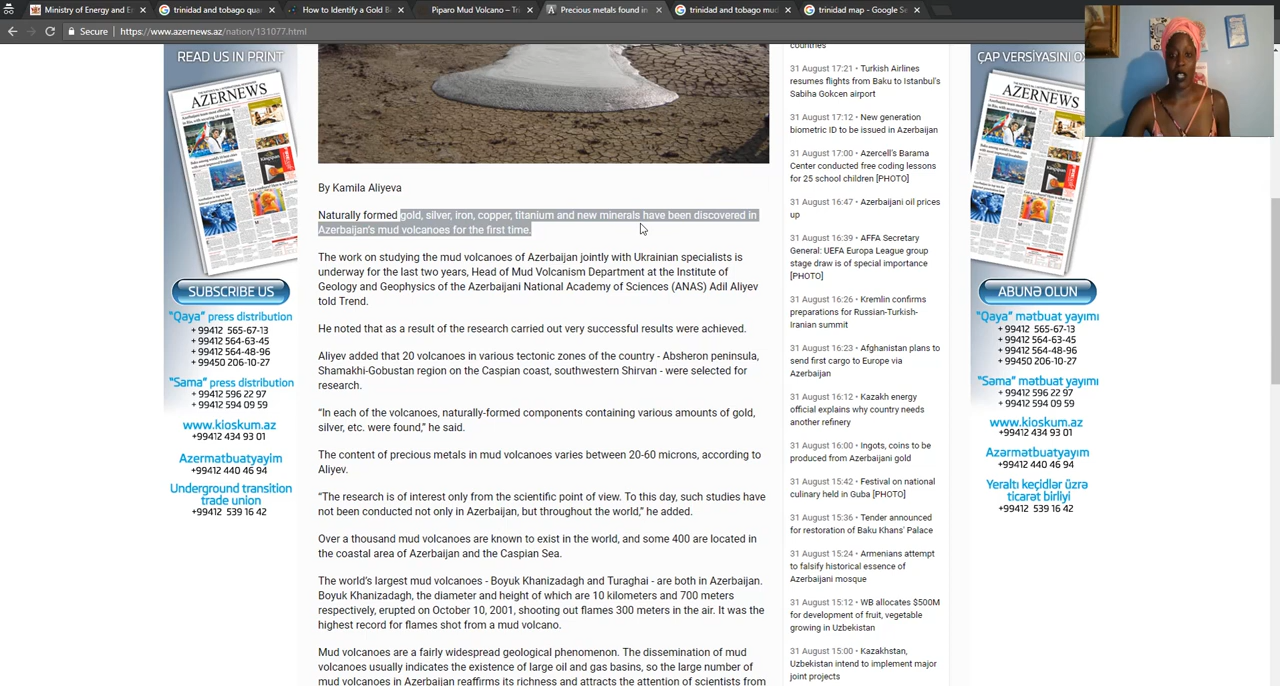 Ministry of Energy and E
trinidad and tobago qua
How to Identify a Gold B
Piparo Mud Volcano – Tri
Precious metals found in
trinidad and tobago mud
trinidad map - Google Se
Secure
https://www.azernews.az/nation/131077.html
READ US IN PRINT
AZERNEWS
SUBSCRIBE US
"Qaya" press distribution
+ 99412 565-67-13
+ 99412 564-63-45
+ 99412 564-48-96
+ 99450 206-10-27
"Səma" press distribution
+ 99412 596 22 97
+ 99412 594 09 59
www.kioskum.az
+99412 434 93 01
Azermatbuatyayim
+99412 440 46 94
Underground transition
trade union
+99412 539 16 42
By Kamila Aliyeva
Naturally formed gold, silver, iron, copper, titanium and new minerals have been discovered in
Azerbaijan's mud volcanoes for the first time.
The work on studying the mud volcanoes of Azerbaijan jointly with Ukrainian specialists is
underway for the last two years, Head of Mud Volcanism Department at the Institute of
Geology and Geophysics of the Azerbaijani National Academy of Sciences (ANAS) Adil Aliyev
told Trend.
He noted that as a result of the research carried out very successful results were achieved.
Aliyev added that 20 volcanoes in various tectonic zones of the country - Absheron peninsula,
Shamakhi-Gobustan region on the Caspian coast, southwestern Shirvan - were selected for
research.
"In each of the volcanoes, naturally-formed components containing various amounts of gold,
silver, etc. were found," he said.
The content of precious metals in mud volcanoes varies between 20-60 microns, according to
Aliyev.
"The research is of interest only from the scientific point of view. To this day, such studies have
not been conducted not only in Azerbaijan, but throughout the world," he added.
Over a thousand mud volcanoes are known to exist in the world, and some 400 are located in
the coastal area of Azerbaijan and the Caspian Sea.
The world's largest mud volcanoes - Boyuk Khanizadagh and Turaghai - are both in Azerbaijan.
Boyuk Khanizadagh, the diameter and height of which are 10 kilometers and 700 meters
respectively, erupted on October 10, 2001, shooting out flames 300 meters in the air. It was the
highest record for flames shot from a mud volcano.
Mud volcanoes are a fairly widespread geological phenomenon. The dissemination of mud
volcanoes usually indicates the existence of large oil and gas basins, so the large number of
mud volcanoes in Azerbaijan reaffirms its richness and attracts the attention of scientists from
countries
31 August 17:21 • Turkish Airlines
resumes flights from Baku to Istanbul's
Sabiha Gokcen airport
31 August 17:12 • New generation
biometric ID to be issued in Azerbaijan
31 August 17:00 • Azercell's Barama
Center conducted free coding lessons
for 25 school children [PHOTO]
31 August 16:47 • Azerbaijani oil prices
up
31 August 16:39 • AFFA Secretary
General: UEFA Europa League group
stage draw is of special importance
[PHOTO]
31 August 16:26 • Kremlin confirms
preparations for Russian-Turkish-
Iranian summit
31 August 16:23 • Afghanistan plans to
send first cargo to Europe via
Azerbaijan
31 August 16:12 • Kazakh energy
official explains why country needs
another refinery
31 August 16:00 • Ingots, coins to be
produced from Azerbaijani gold
31 August 15:42 • Festival on national
culinary held in Guba [PHOTO]
31 August 15:36 • Tender announced
for restoration of Baku Khans' Palace
31 August 15:24 • Armenians attempt
to falsify historical essence of
Azerbaijani mosque
31 August 15:12 • WB allocates $500M
for development of fruit, vegetable
growing in Uzbekistan
31 August 15:00 • Kazakhstan,
Uzbekistan intend to implement major
joint projects
ÇAP VERSİYASINI
AZERNEWS
ABUNƏ OLUN
"Qaya" mətbuat yayımı
+ 99412 565-67-13
+ 99412 564-63-45
+ 99412 564-48-96
+ 99450 206-10-27
"Səma" mətbuat yayımı
+ 99412 596 22 97
+ 99412 594 09 59
www.kioskum.az
+99412 434 93 01
Azərmətbuatyayım
+99412 440 46 94
Yeraltı keçidlər üzrə
ticarət birliyi
+99412 539 16 42